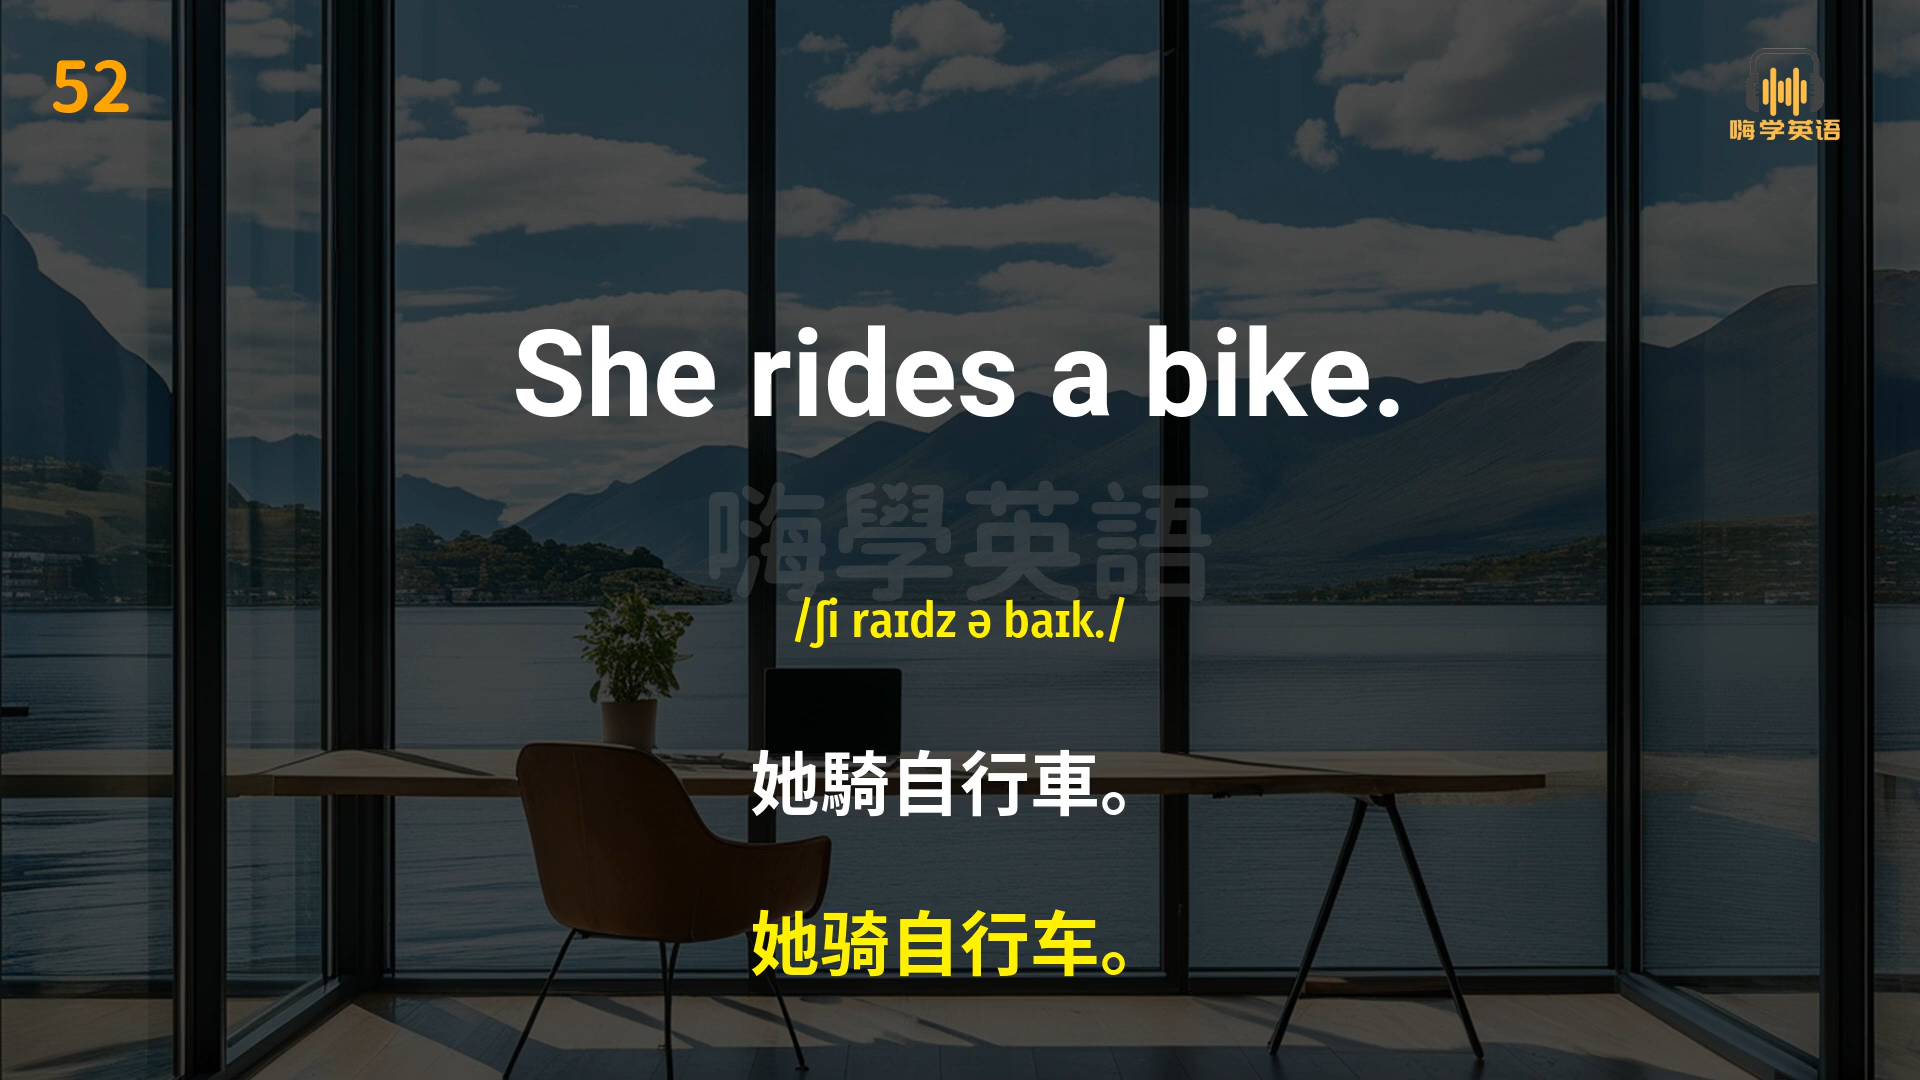 52
嗨学英语
She rides a bike.
嗨學英語
/ʃi raɪdz ə baɪk./
她騎自行車。
她骑自行车。